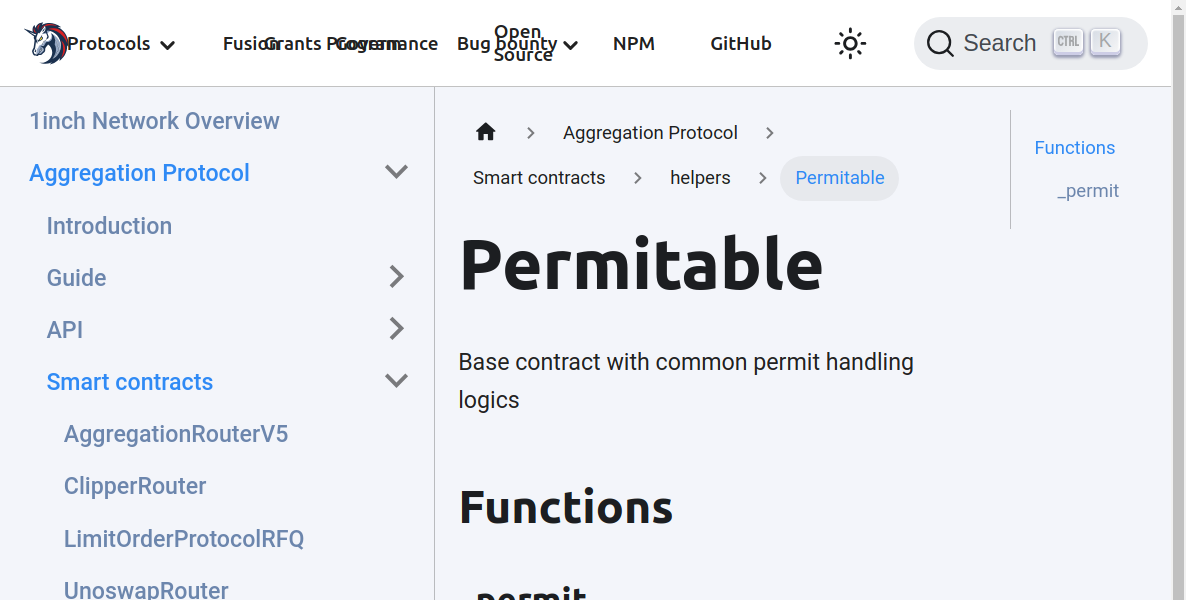 Protocols Fusion Grants Program Governance Bug bounty Open Source NPM GitHub Search CTRL K
1inch Network Overview
Aggregation Protocol
Introduction
Guide
API
Smart contracts
AggregationRouterV5
ClipperRouter
LimitOrderProtocolRFQ
UnoswapRouter
Aggregation Protocol
Smart contracts helpers Permitable
Permitable
Base contract with common permit handling
logics
Functions
_permit
Functions
_permit